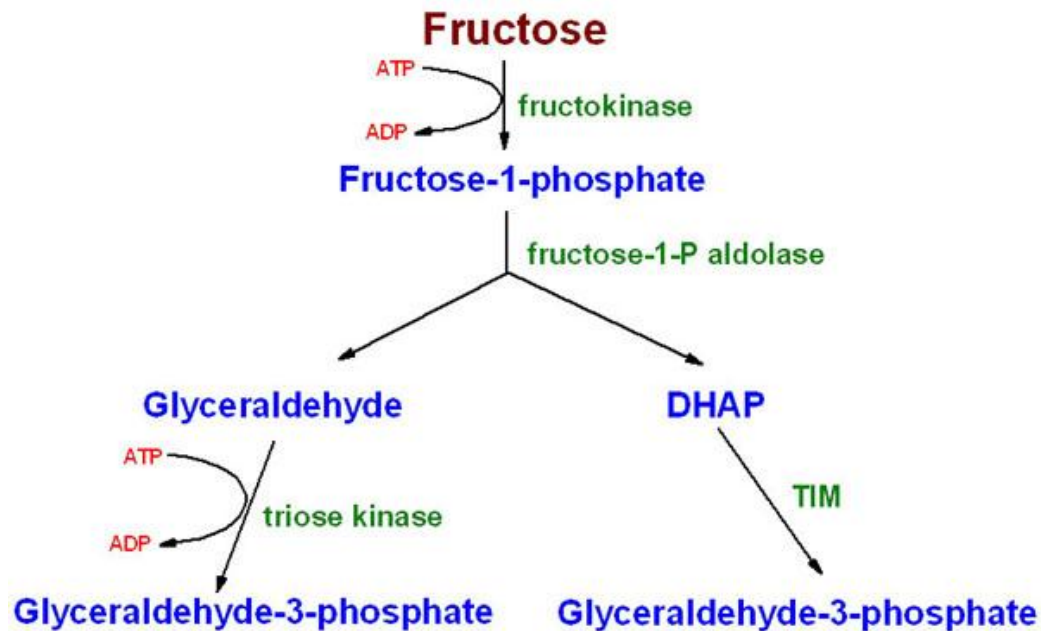 Fructose
ATP
fructokinase
ADP
Fructose-1-phosphate
fructose-1-P aldolase
Glyceraldehyde
DHAP
ATP
TIM
triose kinase
ADP
Glyceraldehyde-3-phosphate
Glyceraldehyde-3-phosphate